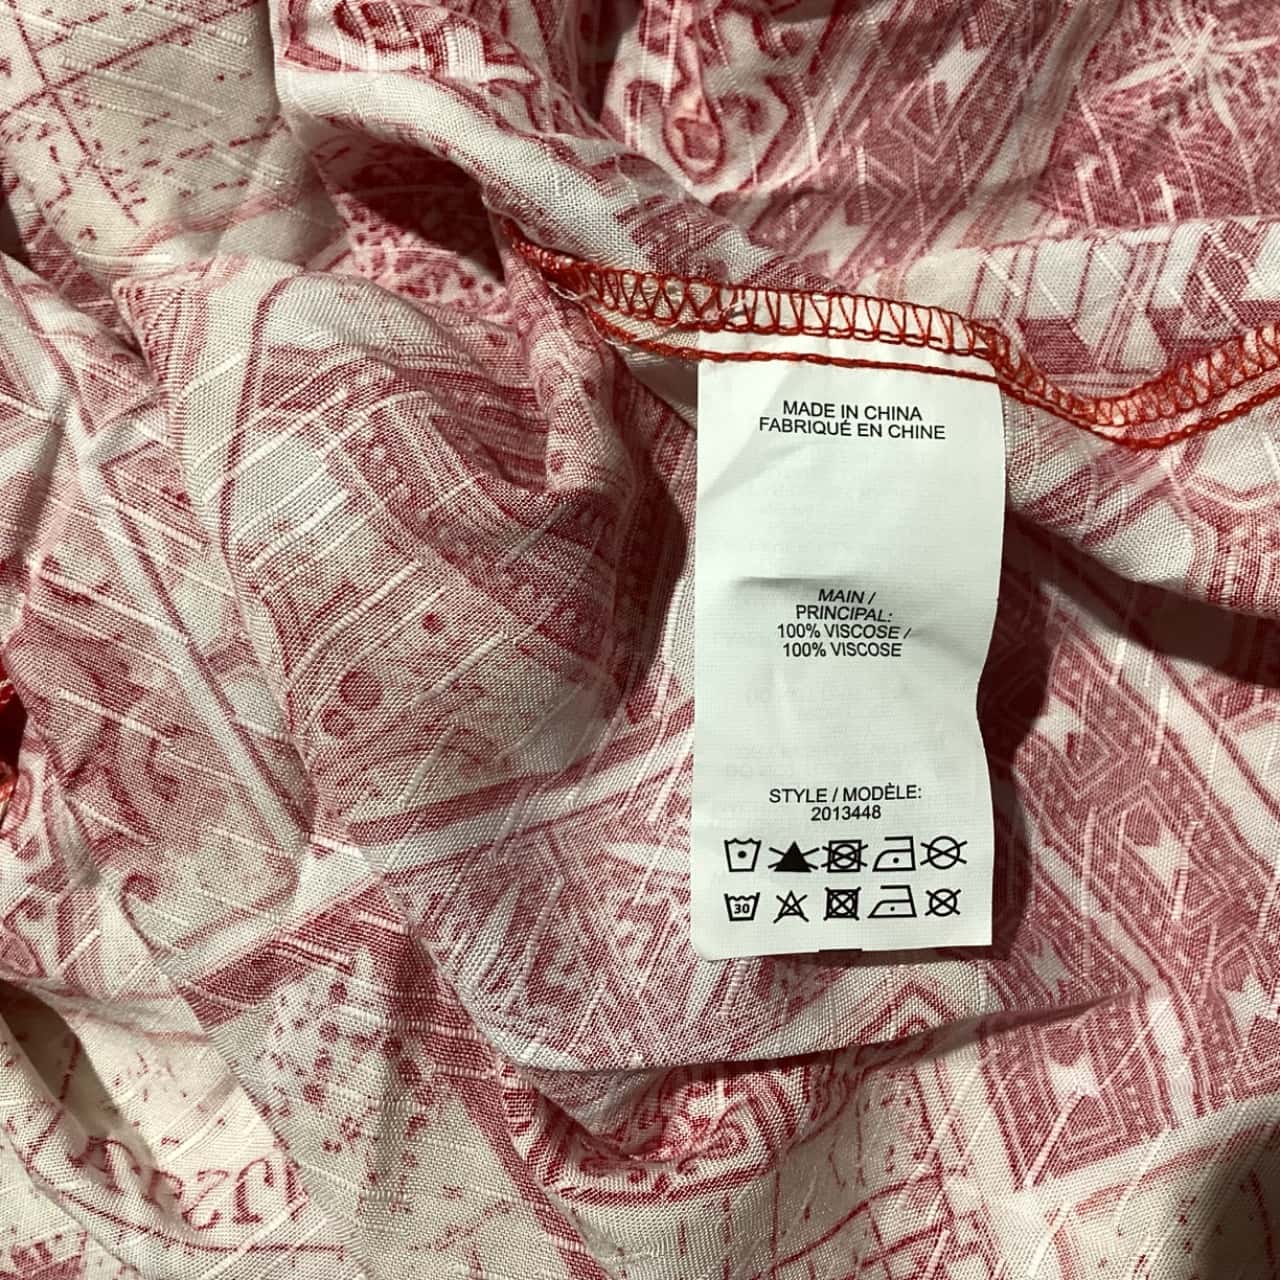 MADE IN CHINA
FABRIQUÉ EN CHINE
MAIN /
PRINCIPAL:
100% VISCOSE /
100% VISCOSE
STYLE / MODÈLE:
2013448
30